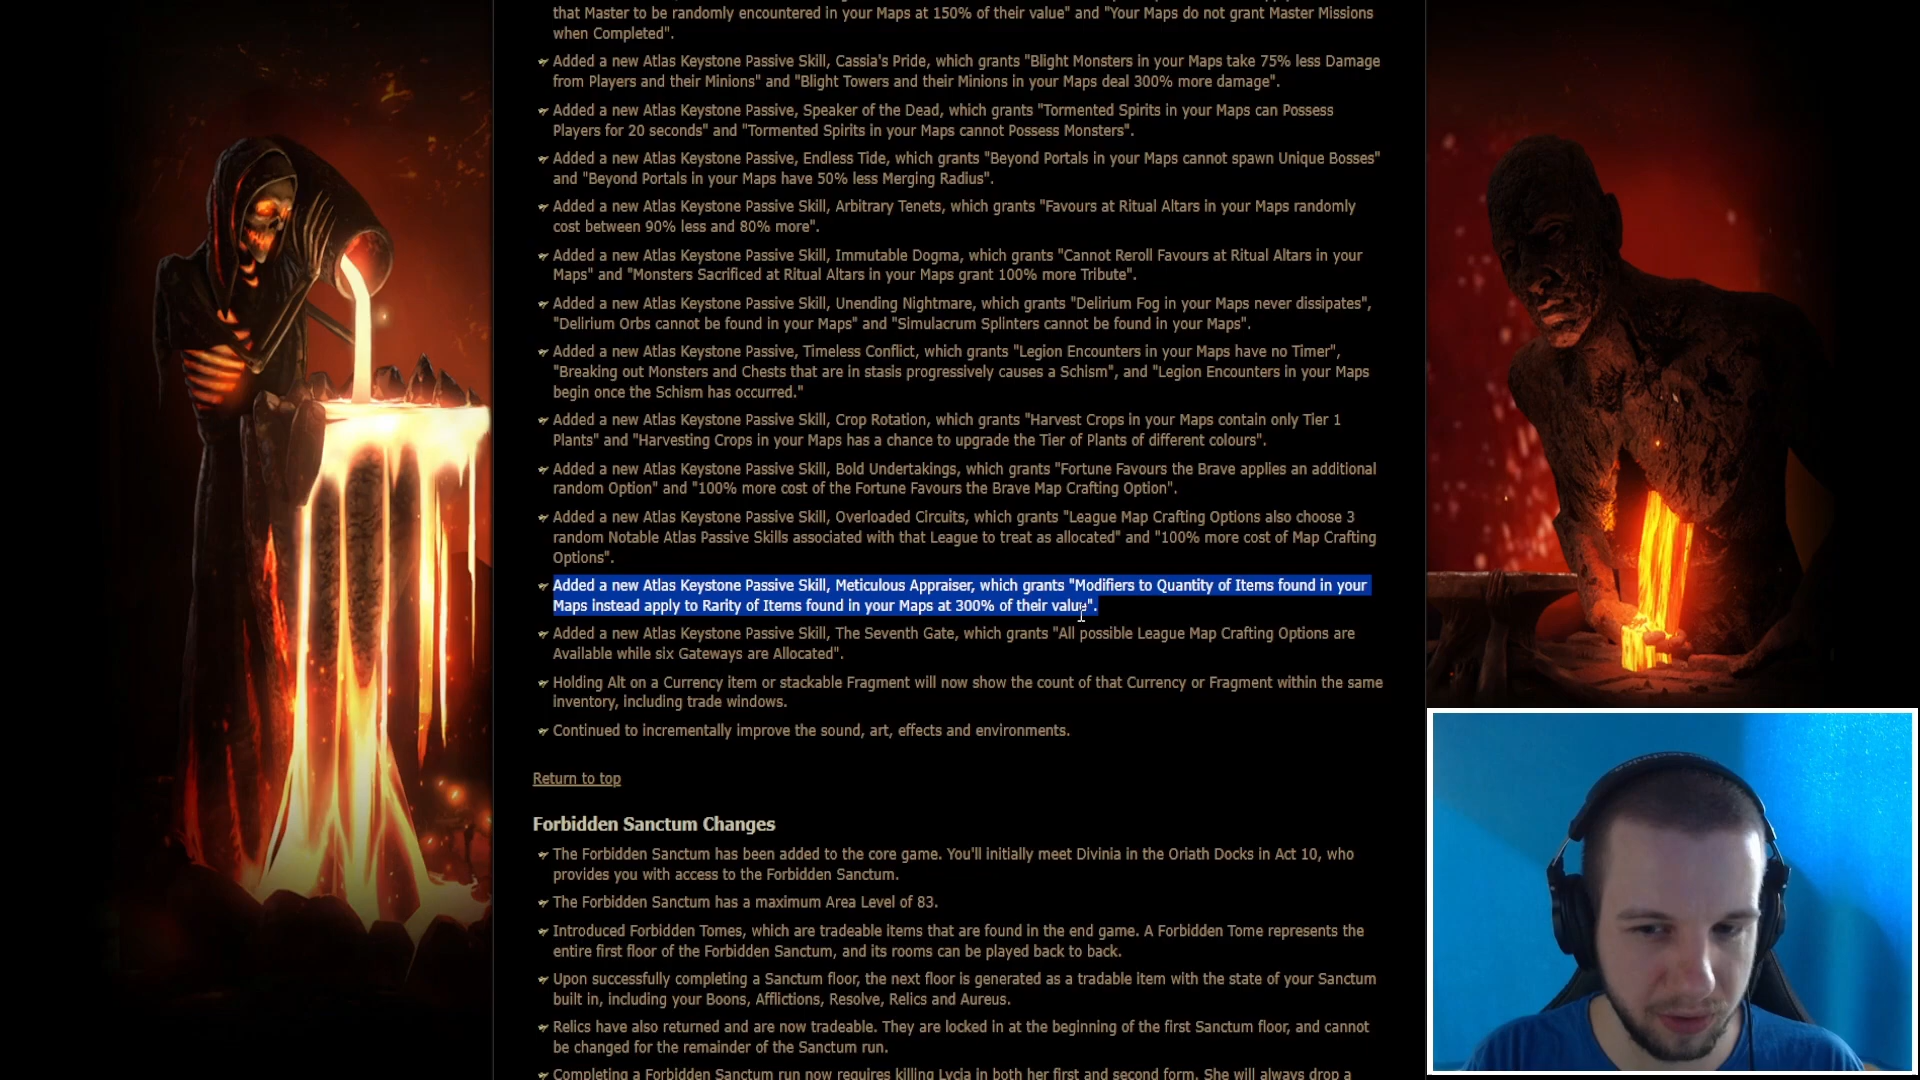 that Master to be randomly encountered in your Maps at 150% of their value" and "Your Maps do not grant Master Missions
when Completed".
Added a new Atlas Keystone Passive Skill, Cassia's Pride, which grants "Blight Monsters in your Maps take 75% less Damage
from Players and their Minions" and "Blight Towers and their Minions in your Maps deal 300% more damage".
Added a new Atlas Keystone Passive, Speaker of the Dead, which grants "Tormented Spirits in your Maps can Possess
Players for 20 seconds" and "Tormented Spirits in your Maps cannot Possess Monsters".
Added a new Atlas Keystone Passive, Endless Tide, which grants "Beyond Portals in your Maps cannot spawn Unique Bosses"
and "Beyond Portals in your Maps have 50% less Merging Radius".
Added a new Atlas Keystone Passive Skill, Arbitrary Tenets, which grants "Favours at Ritual Altars in your Maps randomly
cost between 90% less and 80% more".
Added a new Atlas Keystone Passive Skill, Immutable Dogma, which grants "Cannot Reroll Favours at Ritual Altars in your
Maps" and "Monsters Sacrificed at Ritual Altars in your Maps grant 100% more Tribute".
Added a new Atlas Keystone Passive Skill, Unending Nightmare, which grants "Delirium Fog in your Maps never dissipates",
"Delirium Orbs cannot be found in your Maps" and "Simulacrum Splinters cannot be found in your Maps".
Added a new Atlas Keystone Passive, Timeless Conflict, which grants "Legion Encounters in your Maps have no Timer",
"Breaking out Monsters and Chests that are in stasis progressively causes a Schism", and "Legion Encounters in your Maps
begin once the Schism has occurred."
Added a new Atlas Keystone Passive Skill, Crop Rotation, which grants "Harvest Crops in your Maps contain only Tier 1
Plants" and "Harvesting Crops in your Maps has a chance to upgrade the Tier of Plants of different colours".
Added a new Atlas Keystone Passive Skill, Bold Undertakings, which grants "Fortune Favours the Brave applies an additional
random Option" and "100% more cost of the Fortune Favours the Brave Map Crafting Option".
Added a new Atlas Keystone Passive Skill, Overloaded Circuits, which grants "League Map Crafting Options also choose 3
random Notable Atlas Passive Skills associated with that League to treat as allocated" and "100% more cost of Map Crafting
Options".
Added a new Atlas Keystone Passive Skill, Meticulous Appraiser, which grants "Modifiers to Quantity of Items found in your
Maps instead apply to Rarity of Items found in your Maps at 300% of their value".
Added a new Atlas Keystone Passive Skill, The Seventh Gate, which grants "All possible League Map Crafting Options are
Available while six Gateways are Allocated".
Holding Alt on a Currency item or stackable Fragment will now show the count of that Currency or Fragment within the same
inventory, including trade windows.
Continued to incrementally improve the sound, art, effects and environments.
Return to top
Forbidden Sanctum Changes
The Forbidden Sanctum has been added to the core game. You'll initially meet Divinia in the Oriath Docks in Act 10, who
provides you with access to the Forbidden Sanctum.
The Forbidden Sanctum has a maximum Area Level of 83.
Introduced Forbidden Tomes, which are tradeable items that are found in the end game. A Forbidden Tome represents the
entire first floor of the Forbidden Sanctum, and its rooms can be played back to back.
Upon successfully completing a Sanctum floor, the next floor is generated as a tradable item with the state of your Sanctum
built in, including your Boons, Afflictions, Resolve, Relics and Aureus.
Relics have also returned and are now tradeable. They are locked in at the beginning of the first Sanctum floor, and cannot
be changed for the remainder of the Sanctum run.
Completing a Forbidden Sanctum run now requires killing Lycia in both her first and second form. She will always drop a